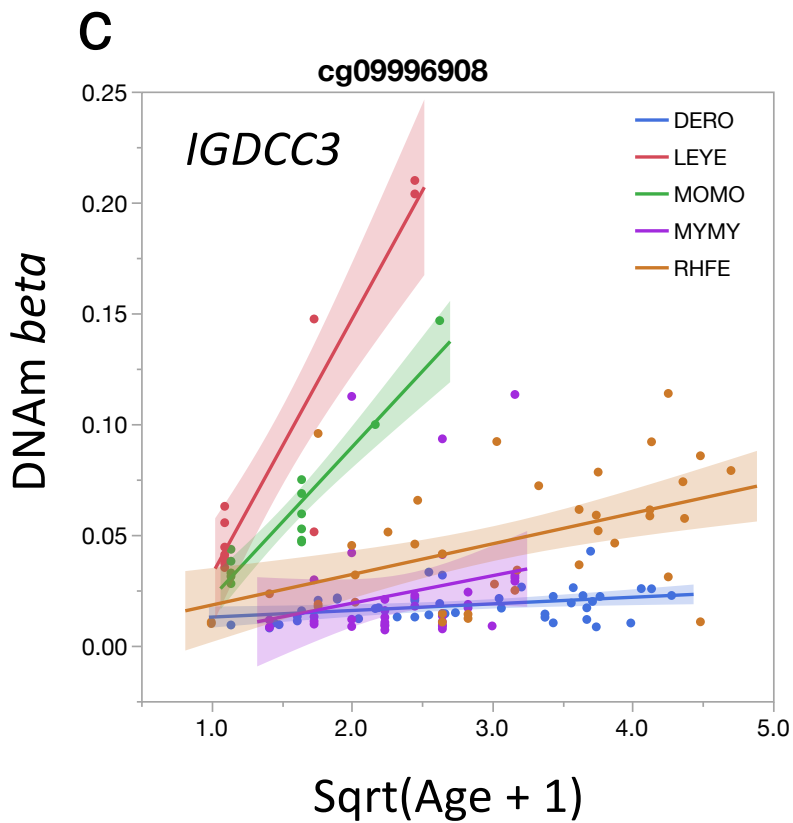 C
cg09996908
IGDCC3
DERO
LEYE
MOMO
MYMY
RHFE
DNAm beta
0.25
0.20
0.15
0.10
0.05
0.00
1.0 2.0 3.0 4.0 5.0
Sqrt(Age + 1)